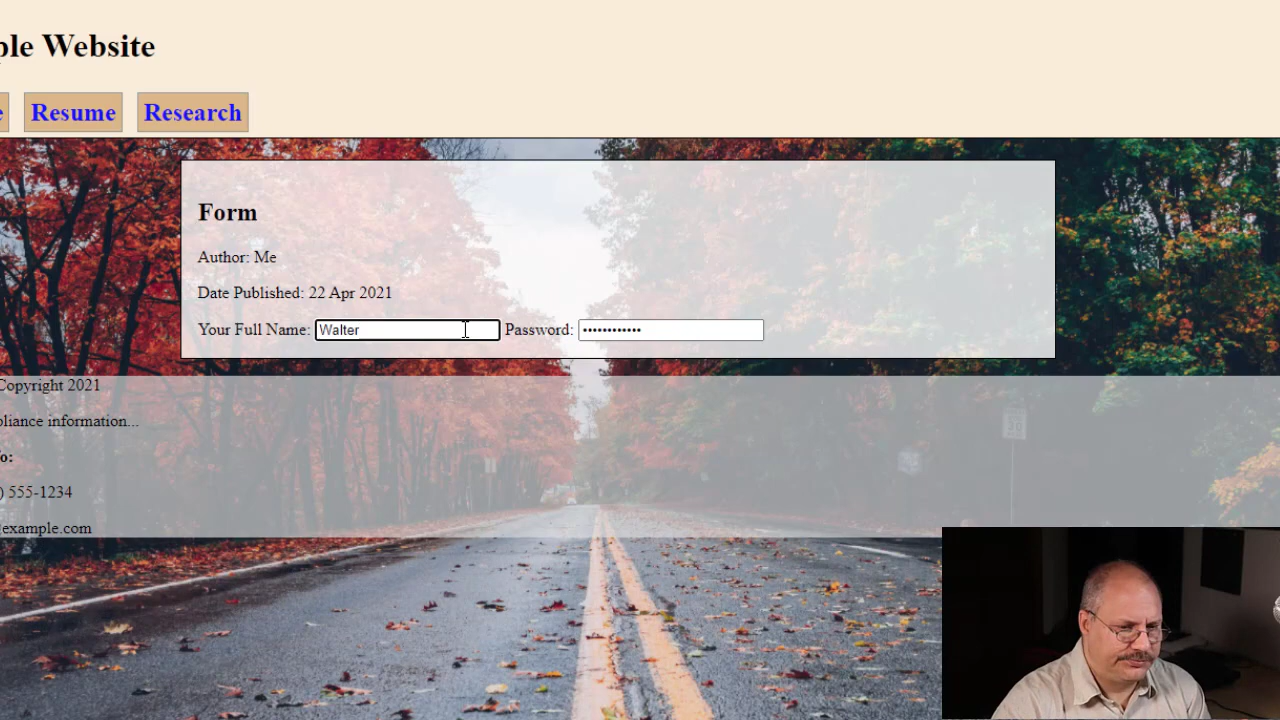 ple Website
e Resume Research
Form
Author: Me
Date Published: 22 Apr 2021
Your Full Name: Walter Password: ••••••••••••
Copyright 2021
pliance information...
o:
) 555-1234
@example.com